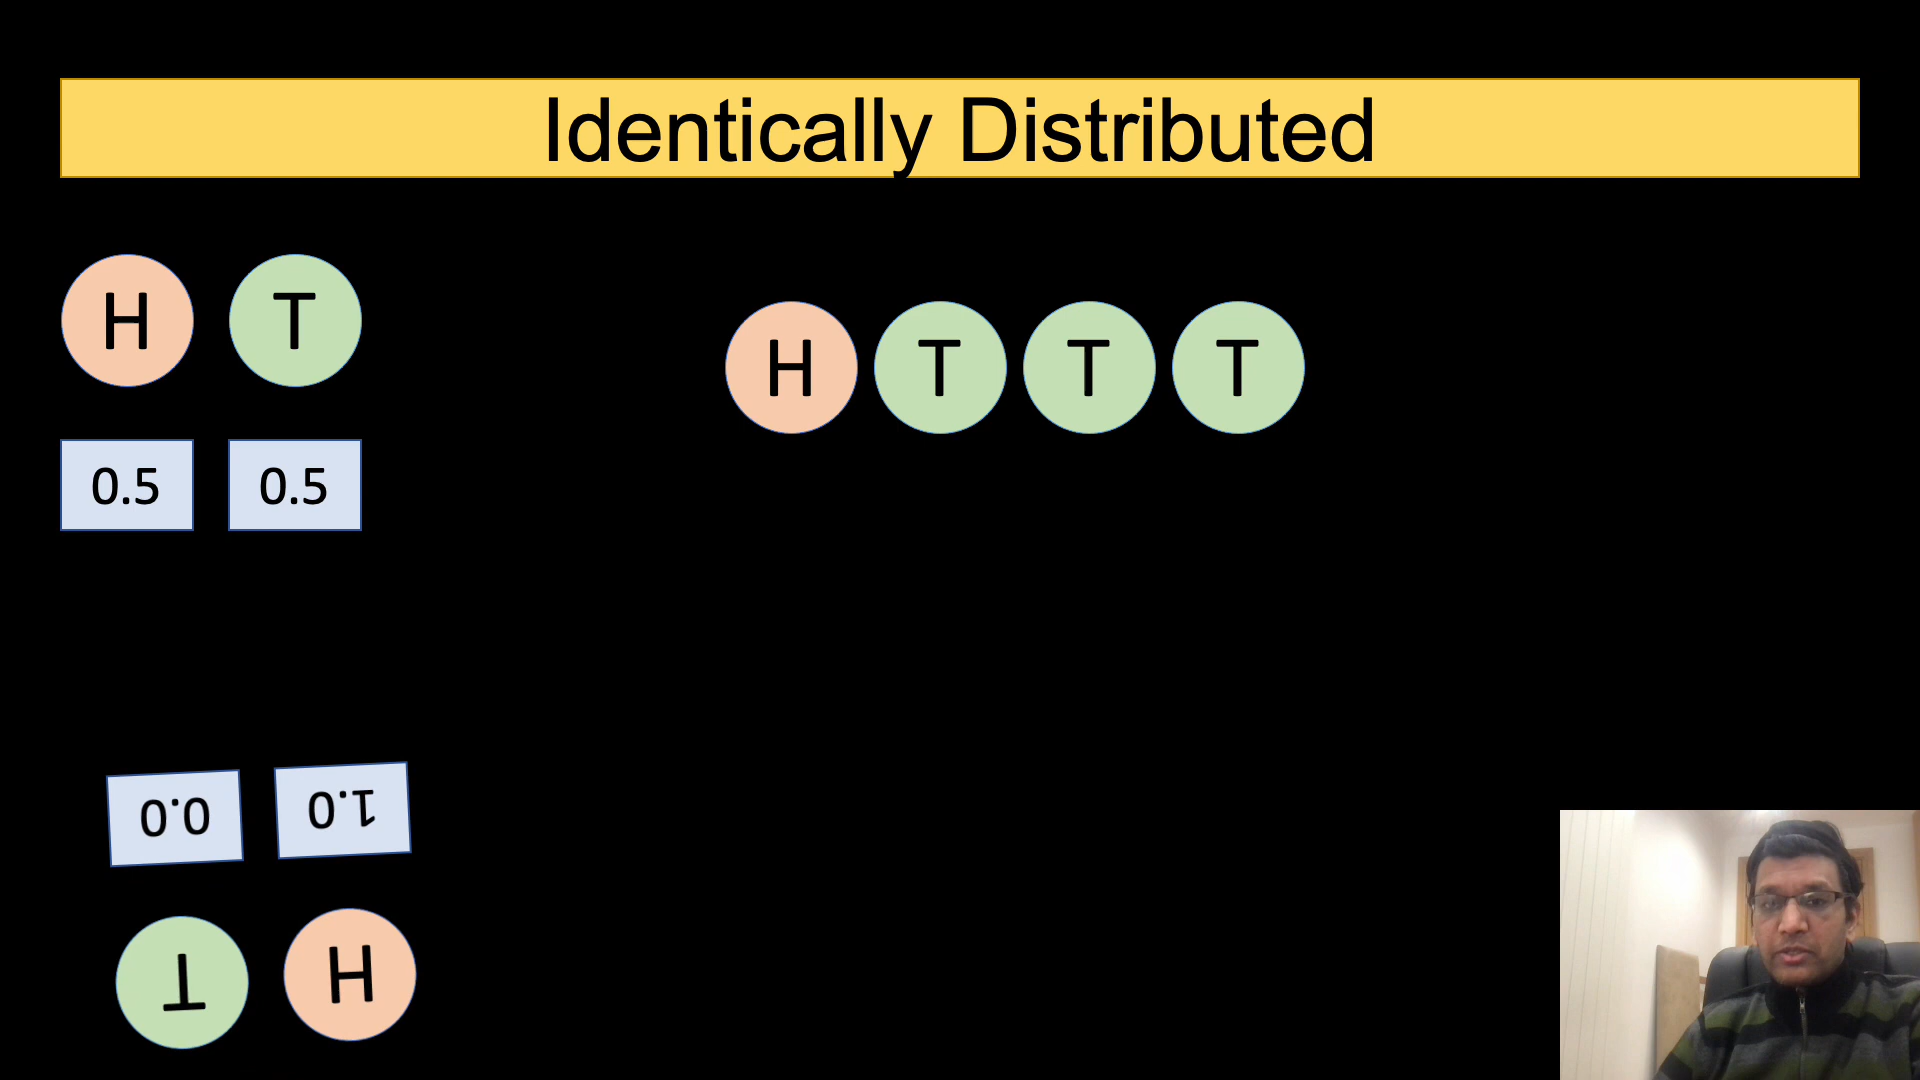 Identically Distributed
H T
H T T T
0.5 0.5
0.0 1.0
T H